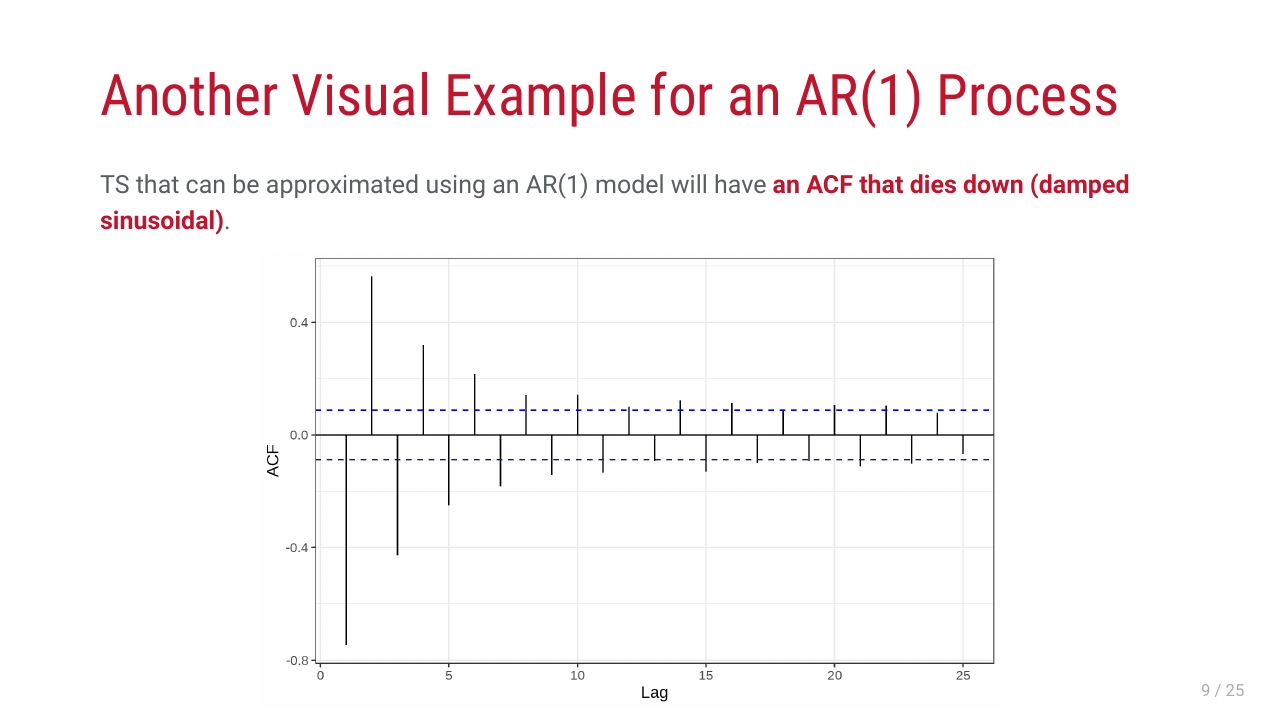 Another Visual Example for an AR(1) Process
TS that can be approximated using an AR(1) model will have an ACF that dies down (damped
sinusoidal).
0.4
0.0
-0.4
-0.8
ACF
0 5 10 15 20 25
Lag
9 / 25